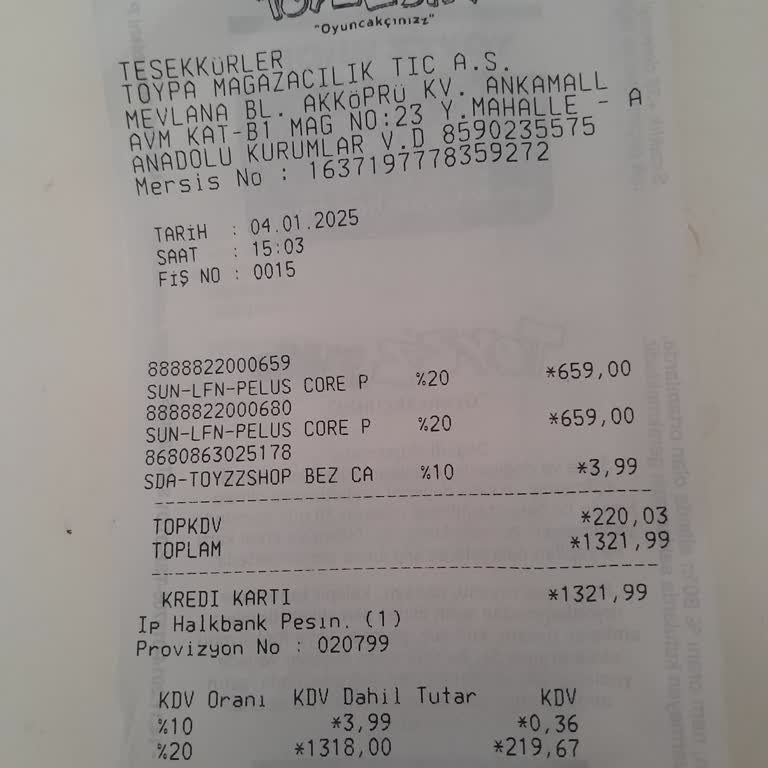 "Oyuncakçınızz"
TESEKKÜRLER
TOYPA MAGAZACILIK TIC A.S.
MEVLANA BL. AKKÖPRÜ KV. ANKAMALL
AVM KAT-B1 MAG NO:23 Y.MAHALLE - A
ANADOLU KURUMLAR V.D 8590235575
Mersis No : 1637197778359272
TARİH : 04.01.2025
SAAT : 15:03
FİŞ NO : 0015
8888822000659
SUN-LFN-PELUS CORE P %20 *659,00
8888822000680
SUN-LFN-PELUS CORE P %20 *659,00
8680863025178
SDA-TOYZZSHOP BEZ CA %10 *3,99
TOPKDV *220,03
TOPLAM *1321,99
KREDI KARTI *1321,99
Ip Halkbank Pesin. (1)
Provizyon No : 020799
KDV Oranı KDV Dahil Tutar KDV
%10 *3,99 *0,36
%20 *1318,00 *219,67